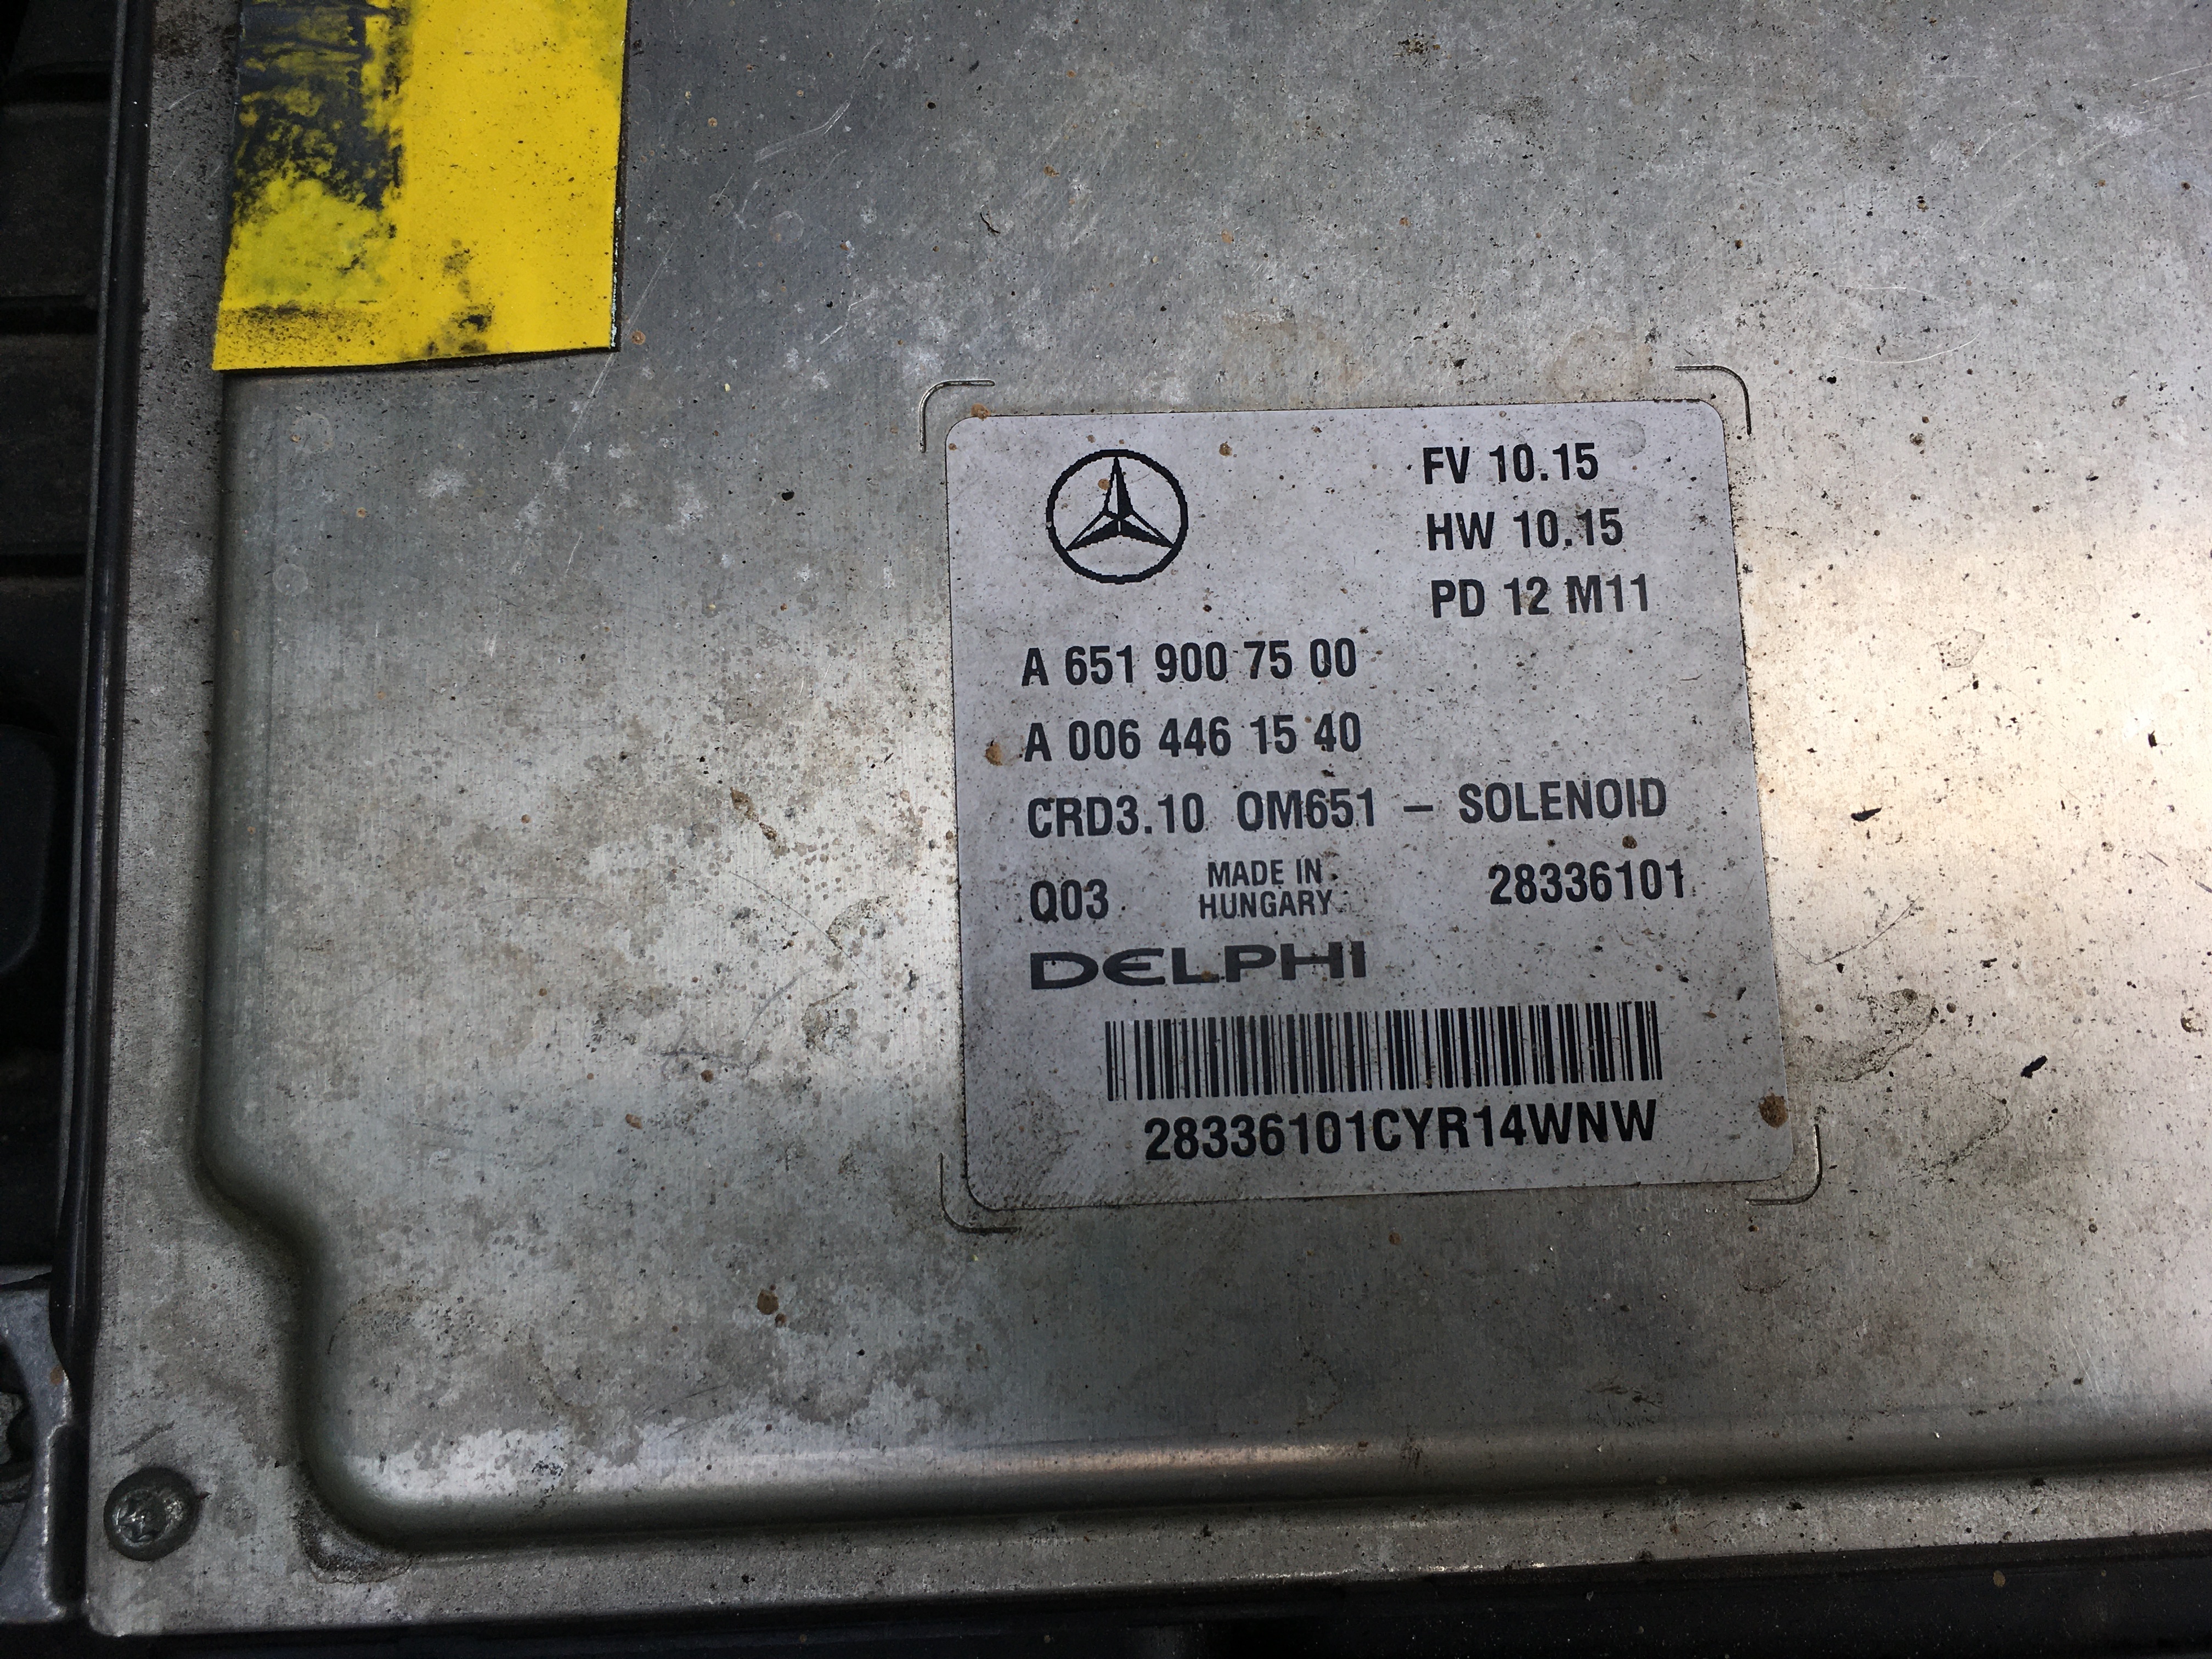 FV 10.15
HW 10.15
PD 12 M11
A 651 900 75 00
A 006 446 15 40
CRD3.10 OM651 – SOLENOID
Q03 MADE IN HUNGARY 28336101
DELPHI
28336101CYR14WNW